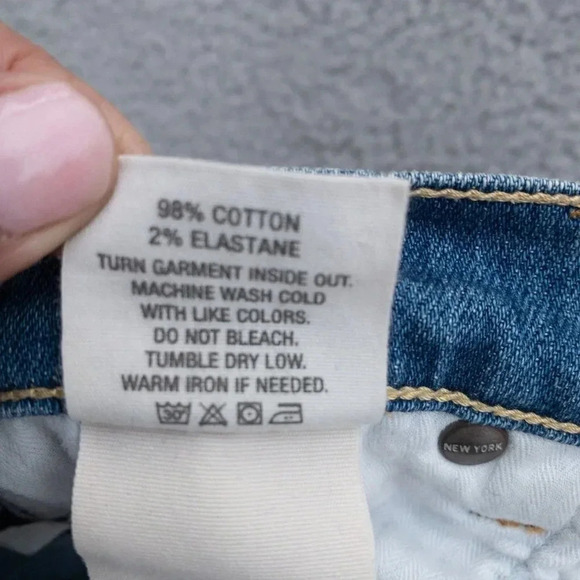 98% COTTON
2% ELASTANE
TURN GARMENT INSIDE OUT.
MACHINE WASH COLD
WITH LIKE COLORS.
DO NOT BLEACH.
TUMBLE DRY LOW.
WARM IRON IF NEEDED.
NEW YORK